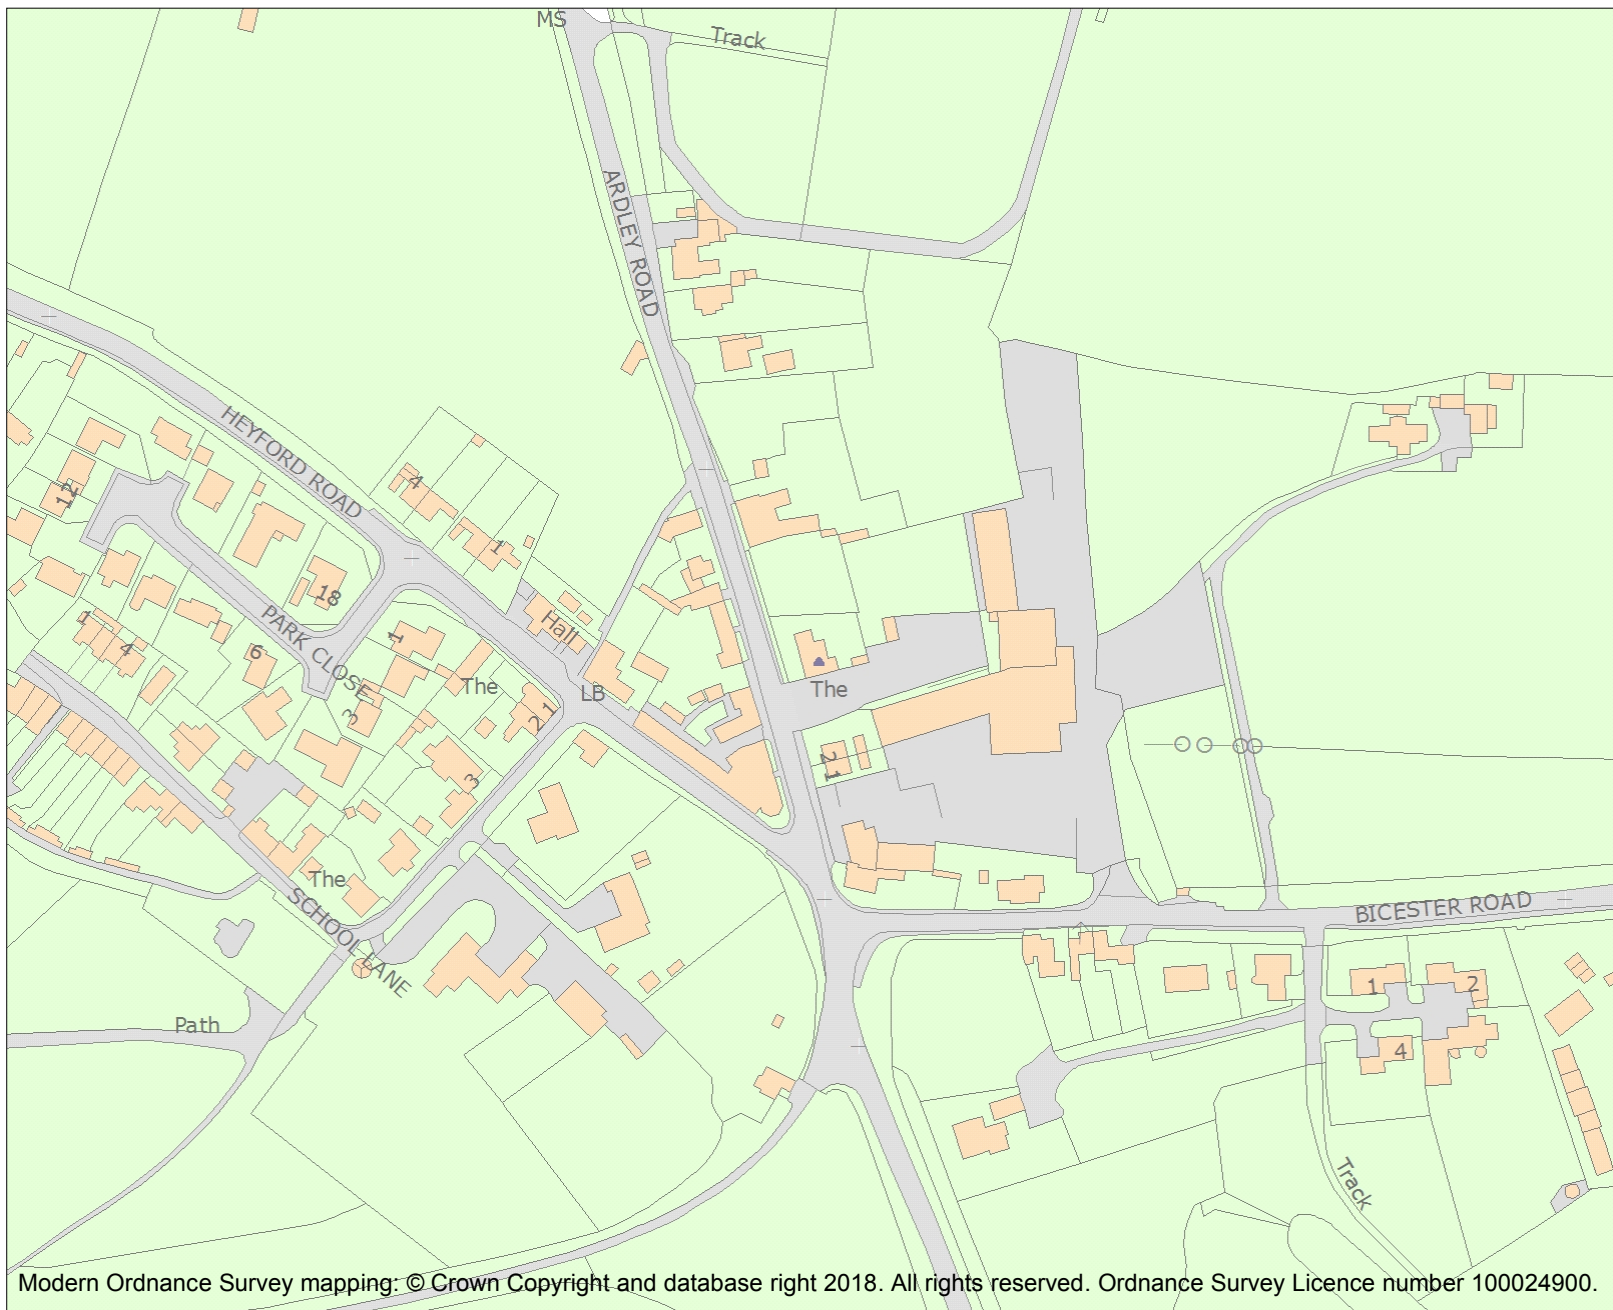 MS
Track
ARDLEY ROAD
HEYFORD ROAD
4
12
1
18
Hall
PARK CLOSE
1
1
4
6
The
The
LB
3
2 1
2 1
3
The
SCHOOL LANE
BICESTER ROAD
1
2
Path
4
Track
Modern Ordnance Survey mapping: © Crown Copyright and database right 2018. All rights reserved. Ordnance Survey Licence number 100024900.